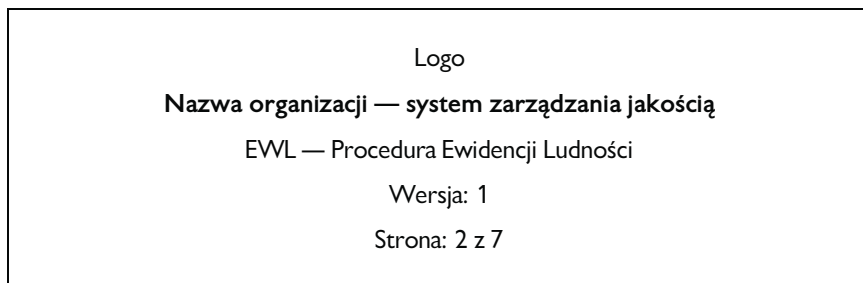 Logo
Nazwa organizacji — system zarządzania jakością
EWL — Procedura Ewidencji Ludności
Wersja: 1
Strona: 2 z 7